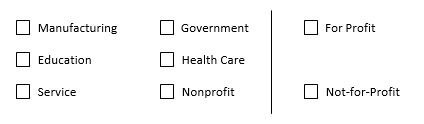 Manufacturing Government For Profit
Education Health Care
Service Nonprofit Not-for-Profit